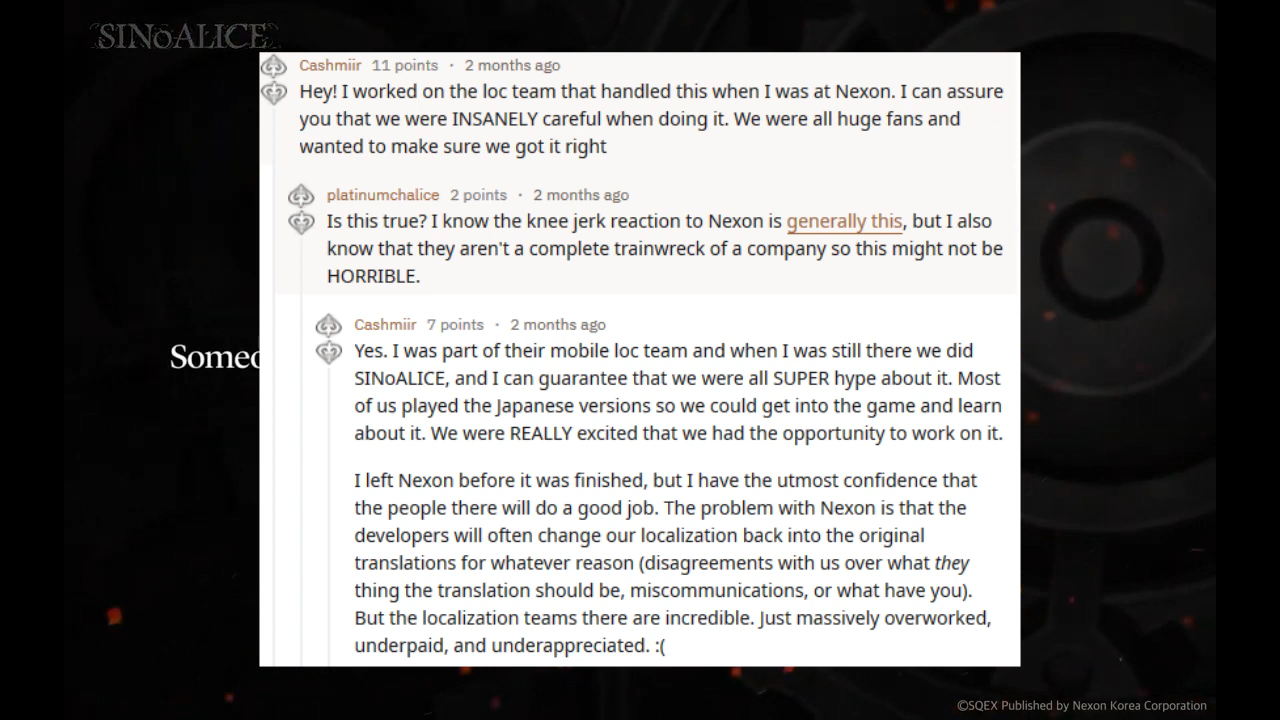 SINoALICE
Cashmiir 11 points · 2 months ago
Hey! I worked on the loc team that handled this when I was at Nexon. I can assure
you that we were INSANELY careful when doing it. We were all huge fans and
wanted to make sure we got it right
platinumchalice 2 points · 2 months ago
Is this true? I know the knee jerk reaction to Nexon is generally this, but I also
know that they aren't a complete trainwreck of a company so this might not be
HORRIBLE.
Cashmiir 7 points · 2 months ago
Yes. I was part of their mobile loc team and when I was still there we did
SINoALICE, and I can guarantee that we were all SUPER hype about it. Most
of us played the Japanese versions so we could get into the game and learn
about it. We were REALLY excited that we had the opportunity to work on it.
I left Nexon before it was finished, but I have the utmost confidence that
the people there will do a good job. The problem with Nexon is that the
developers will often change our localization back into the original
translations for whatever reason (disagreements with us over what they
thing the translation should be, miscommunications, or what have you).
But the localization teams there are incredible. Just massively overworked,
underpaid, and underappreciated. :(
©SQEX Published by Nexon Korea Corporation